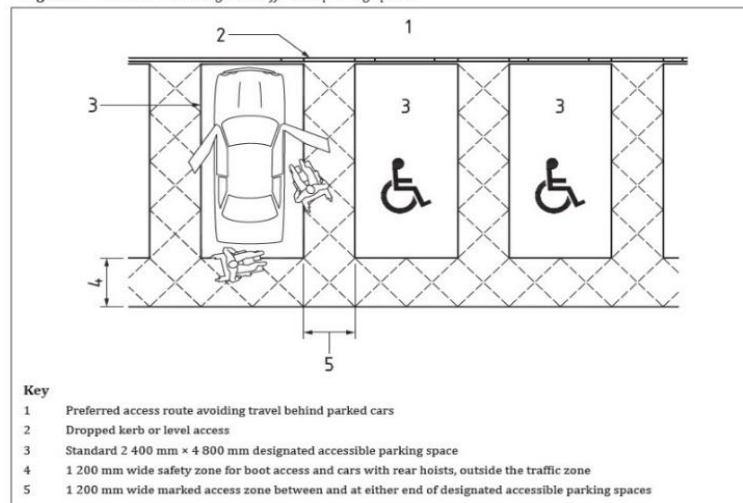 2
1
3
3
3
4
5
Key
1 Preferred access route avoiding travel behind parked cars
2 Dropped kerb or level access
3 Standard 2 400 mm × 4 800 mm designated accessible parking space
4 1 200 mm wide safety zone for boot access and cars with rear hoists, outside the traffic zone
5 1 200 mm wide marked access zone between and at either end of designated accessible parking spaces